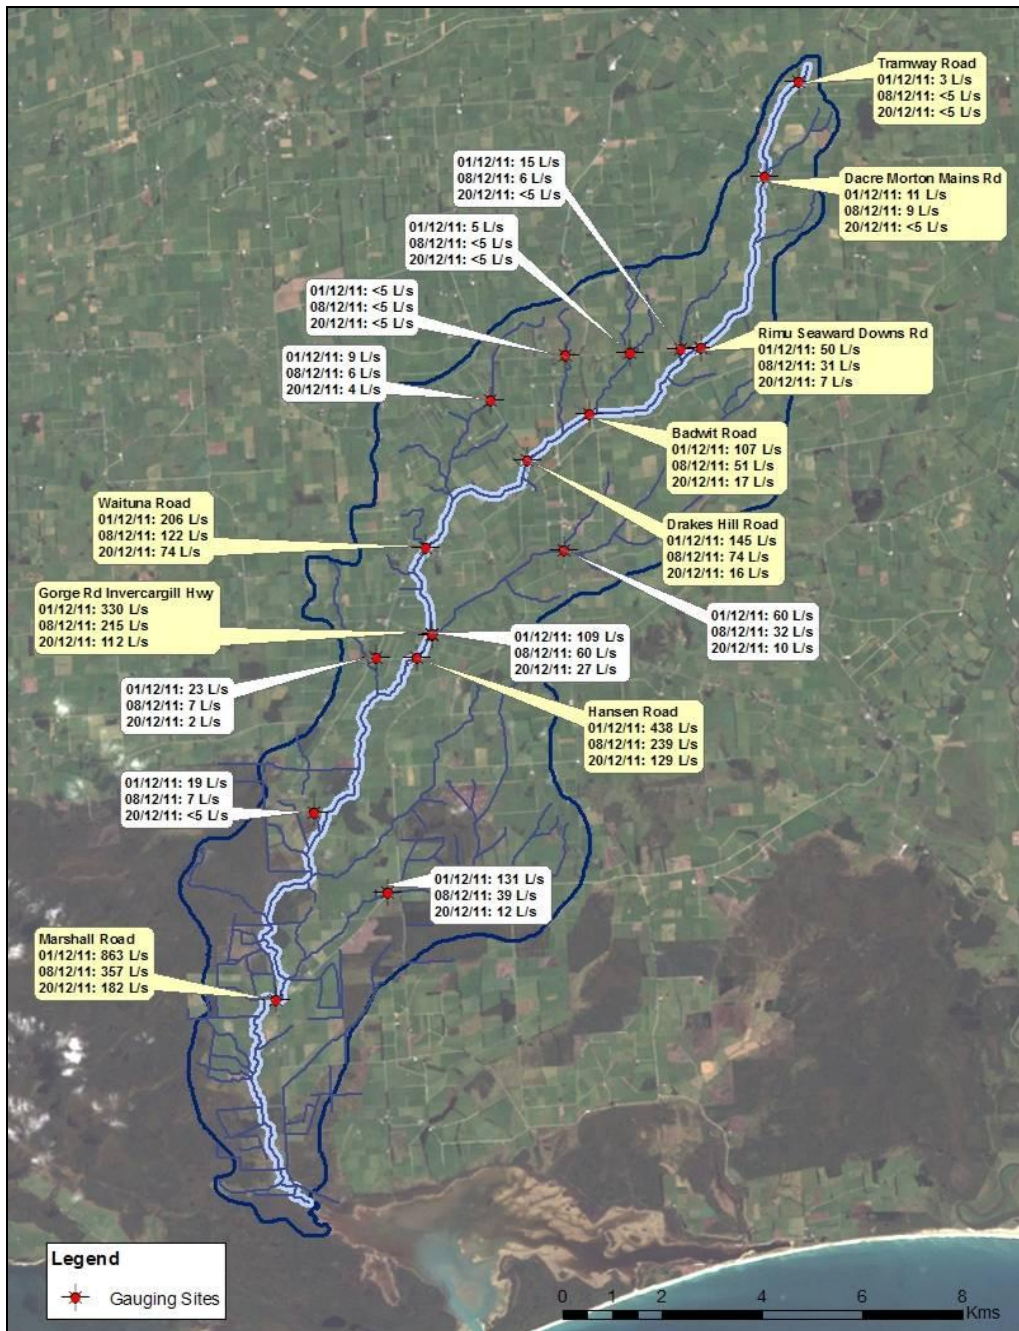 Tramway Road
01/12/11: 3 L/s
08/12/11: <5 L/s
20/12/11: <5 L/s
01/12/11: 15 L/s
08/12/11: 6 L/s
20/12/11: <5 L/s
Dacre Morton Mains Rd
01/12/11: 11 L/s
08/12/11: 9 L/s
20/12/11: <5 L/s
01/12/11: 5 L/s
08/12/11: <5 L/s
20/12/11: <5 L/s
01/12/11: <5 L/s
08/12/11: <5 L/s
20/12/11: <5 L/s
Rimu Seaward Downs Rd
01/12/11: 50 L/s
08/12/11: 31 L/s
20/12/11: 7 L/s
01/12/11: 9 L/s
08/12/11: 6 L/s
20/12/11: 4 L/s
Badwit Road
01/12/11: 107 L/s
08/12/11: 51 L/s
20/12/11: 17 L/s
Waituna Road
01/12/11: 206 L/s
08/12/11: 122 L/s
20/12/11: 74 L/s
Drakes Hill Road
01/12/11: 145 L/s
08/12/11: 74 L/s
20/12/11: 16 L/s
Gorge Rd Invercargill Hwy
01/12/11: 330 L/s
08/12/11: 215 L/s
20/12/11: 112 L/s
01/12/11: 60 L/s
08/12/11: 32 L/s
20/12/11: 10 L/s
01/12/11: 109 L/s
08/12/11: 60 L/s
20/12/11: 27 L/s
01/12/11: 23 L/s
08/12/11: 7 L/s
20/12/11: 2 L/s
Hansen Road
01/12/11: 438 L/s
08/12/11: 239 L/s
20/12/11: 129 L/s
01/12/11: 19 L/s
08/12/11: 7 L/s
20/12/11: <5 L/s
01/12/11: 131 L/s
08/12/11: 39 L/s
20/12/11: 12 L/s
Marshall Road
01/12/11: 863 L/s
08/12/11: 357 L/s
20/12/11: 182 L/s
Legend
Gauging Sites
0 2 4 6 8
Kms